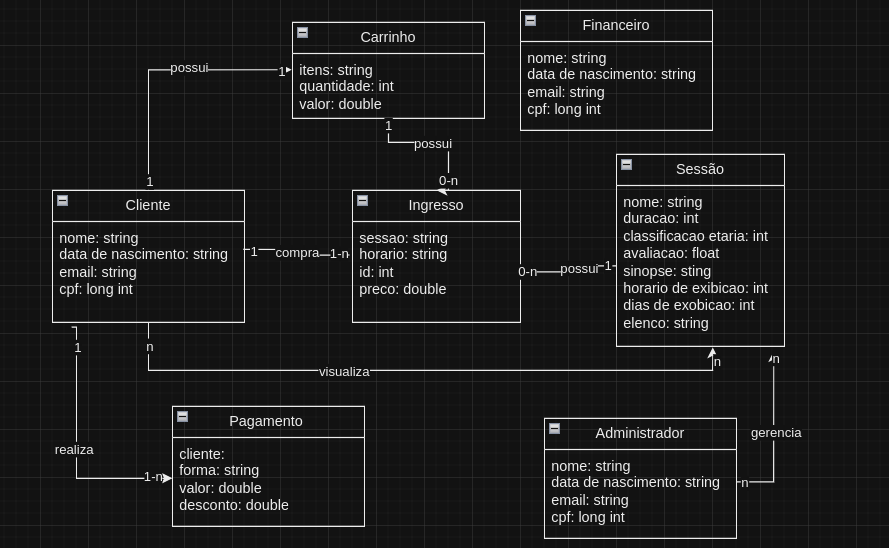 Carrinho
itens: string
quantidade: int
valor: double
Financeiro
nome: string
data de nascimento: string
email: string
cpf: long int
possui
1
1
1
possui
0-n
Cliente
nome: string
data de nascimento: string
email: string
cpf: long int
1
compra
1-n
Ingresso
sessao: string
horario: string
id: int
preco: double
0-n
possui
1
Sessão
nome: string
duracao: int
classificacao etaria: int
avaliacao: float
sinopse: sting
horario de exibicao: int
dias de exobicao: int
elenco: string
1
n
visualiza
n
n
realiza
1-n
Pagamento
cliente:
forma: string
valor: double
desconto: double
gerencia
n
Administrador
nome: string
data de nascimento: string
email: string
cpf: long int